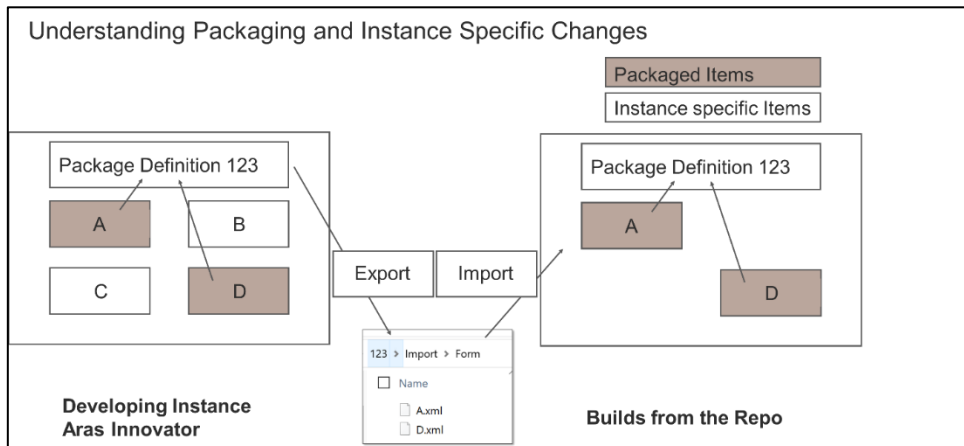 Understanding Packaging and Instance Specific Changes
Packaged Items
Instance specific Items
Package Definition 123
A
B
C
D
Export
Import
123 > Import > Form
Name
A.xml
D.xml
Package Definition 123
A
D
Developing Instance
Aras Innovator
Builds from the Repo